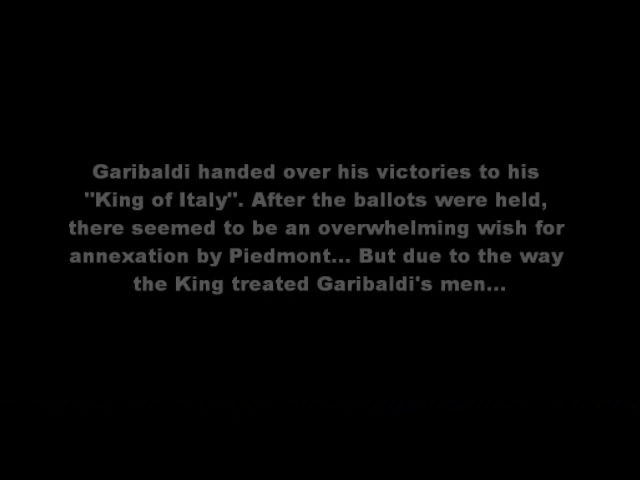 Garibaldi handed over his victories to his
"King of Italy". After the ballots were held,
there seemed to be an overwhelming wish for
annexation by Piedmont... But due to the way
the King treated Garibaldi's men...